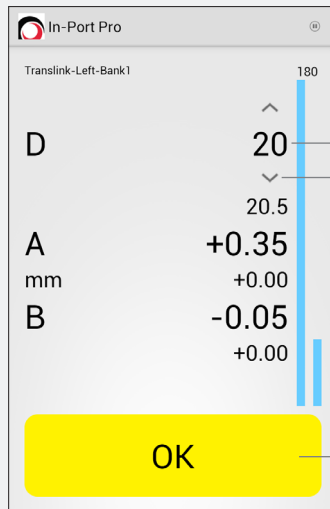 In-Port Pro
Translink-Left-Bank1
180
D
20
20.5
A
+0.35
mm
+0.00
B
-0.05
+0.00
OK